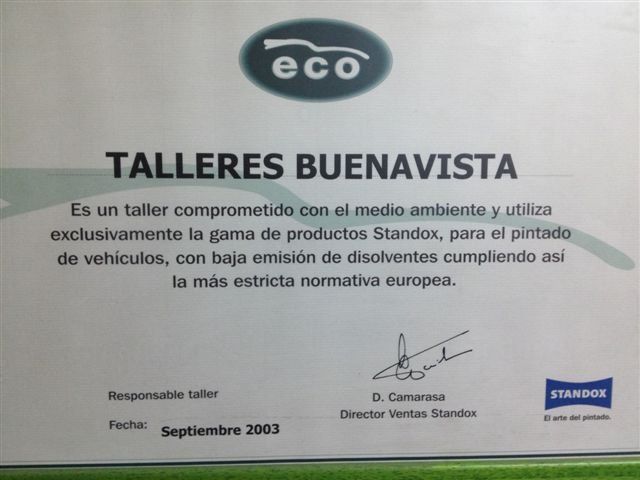 eco
TALLERES BUENAVISTA
Es un taller comprometido con el medio ambiente y utiliza
exclusivamente la gama de productos Standox, para el pintado
de vehículos, con baja emisión de disolventes cumpliendo así
la más estricta normativa europea.
Responsable taller
D. Camarasa
Director Ventas Standox
Fecha: Septiembre 2003
STANDOX
El arte del pintado.